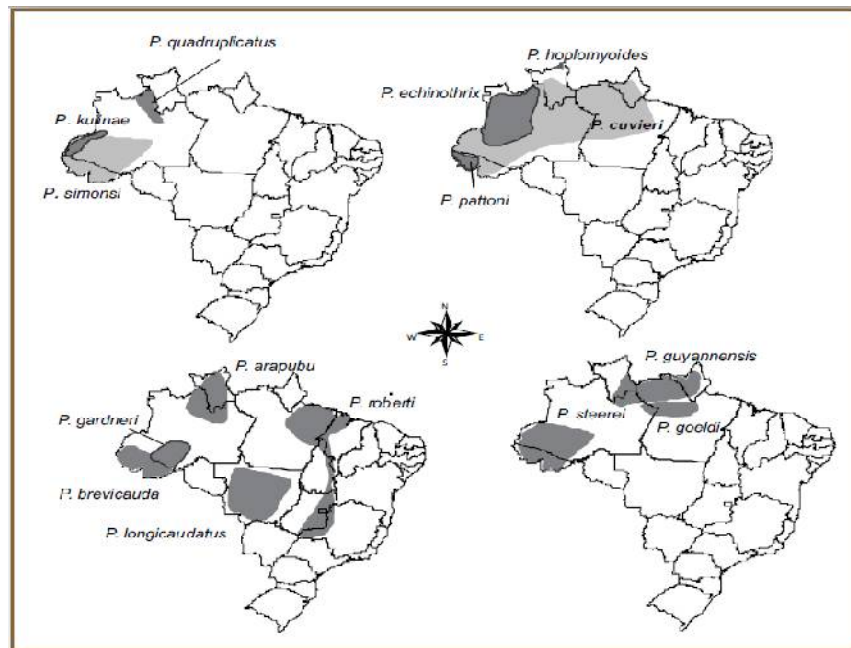 P. quadruplicatus
P. kulinae
P. simonsi
P. hoplomyoides
P. echinothrix
P. cuvieri
P. pattoni
N
W E
S
P. arapubu
P. roberti
P. gardneri
P. brevicauda
P. longicaudatus
P. guyannensis
P. steerei
P. goeldi